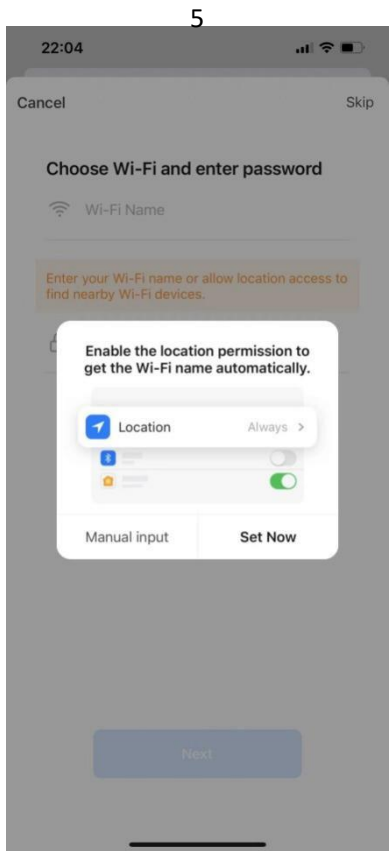 5
22:04
Cancel Skip
Choose Wi-Fi and enter password
Wi-Fi Name
Enter your Wi-Fi name or allow location access to
find nearby Wi-Fi devices.
Enable the location permission to
get the Wi-Fi name automatically.
Location Always >
Manual input Set Now
Next